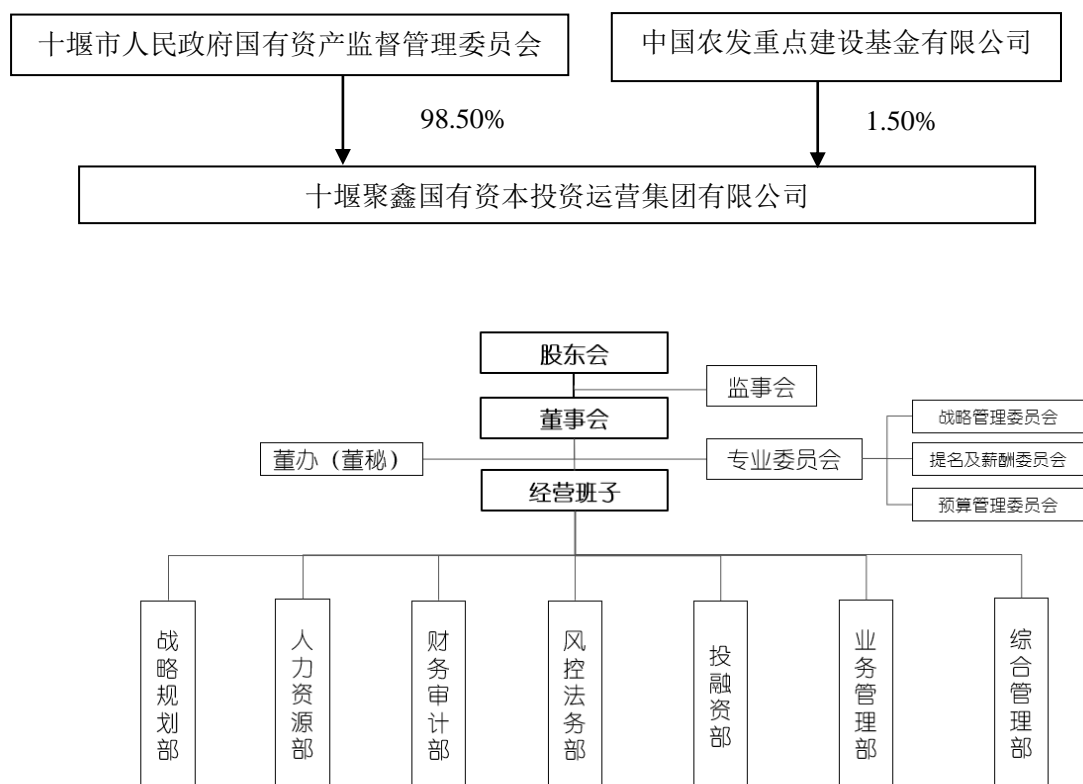 十堰市人民政府国有资产监督管理委员会
中国农发重点建设基金有限公司
98.50%
1.50%
十堰聚鑫国有资本投资运营集团有限公司
股东会
监事会
董事会
战略管理委员会
董办（董秘）
专业委员会
提名及薪酬委员会
经营班子
预算管理委员会
战略规划部
人力资源部
财务审计部
风控法务部
投融资部
业务管理部
综合管理部